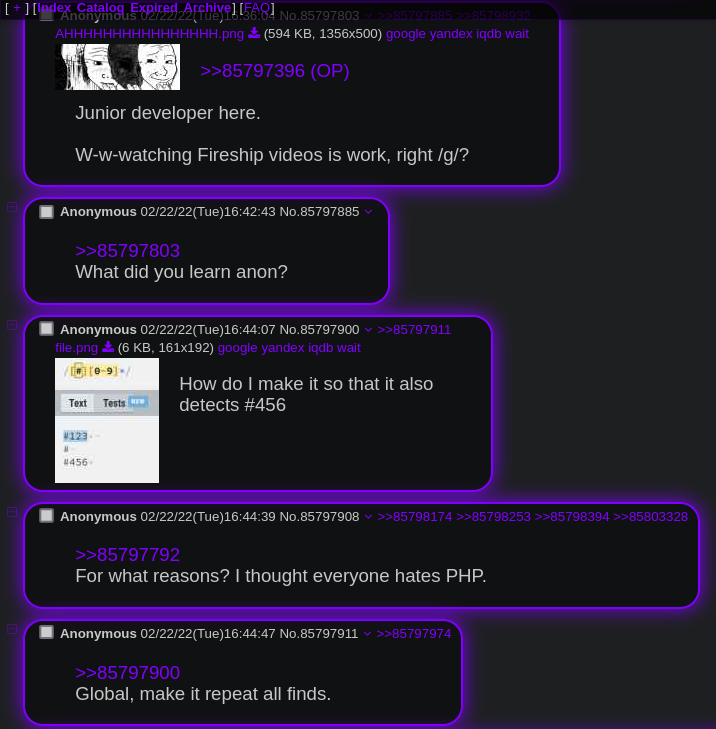 [ + ] [Index Catalog Expired Archive] [FAQ]
Anonymous 02/22/22(Tue)16:36:04 No.85797803 >>85797885 >>85798932
AHHHHHHHHHHHHHHHH.png (594 KB, 1356x500) google yandex iqdb wait
>>85797396 (OP)
Junior developer here.
W-w-watching Fireship videos is work, right /g/?
Anonymous 02/22/22(Tue)16:42:43 No.85797885
>>85797803
What did you learn anon?
Anonymous 02/22/22(Tue)16:44:07 No.85797900 >>85797911
file.png (6 KB, 161x192) google yandex iqdb wait
/[#][0-9]*/
Text Tests NEW
#123
#
#456
How do I make it so that it also
detects #456
Anonymous 02/22/22(Tue)16:44:39 No.85797908 >>85798174 >>85798253 >>85798394 >>85803328
>>85797792
For what reasons? I thought everyone hates PHP.
Anonymous 02/22/22(Tue)16:44:47 No.85797911 >>85797974
>>85797900
Global, make it repeat all finds.